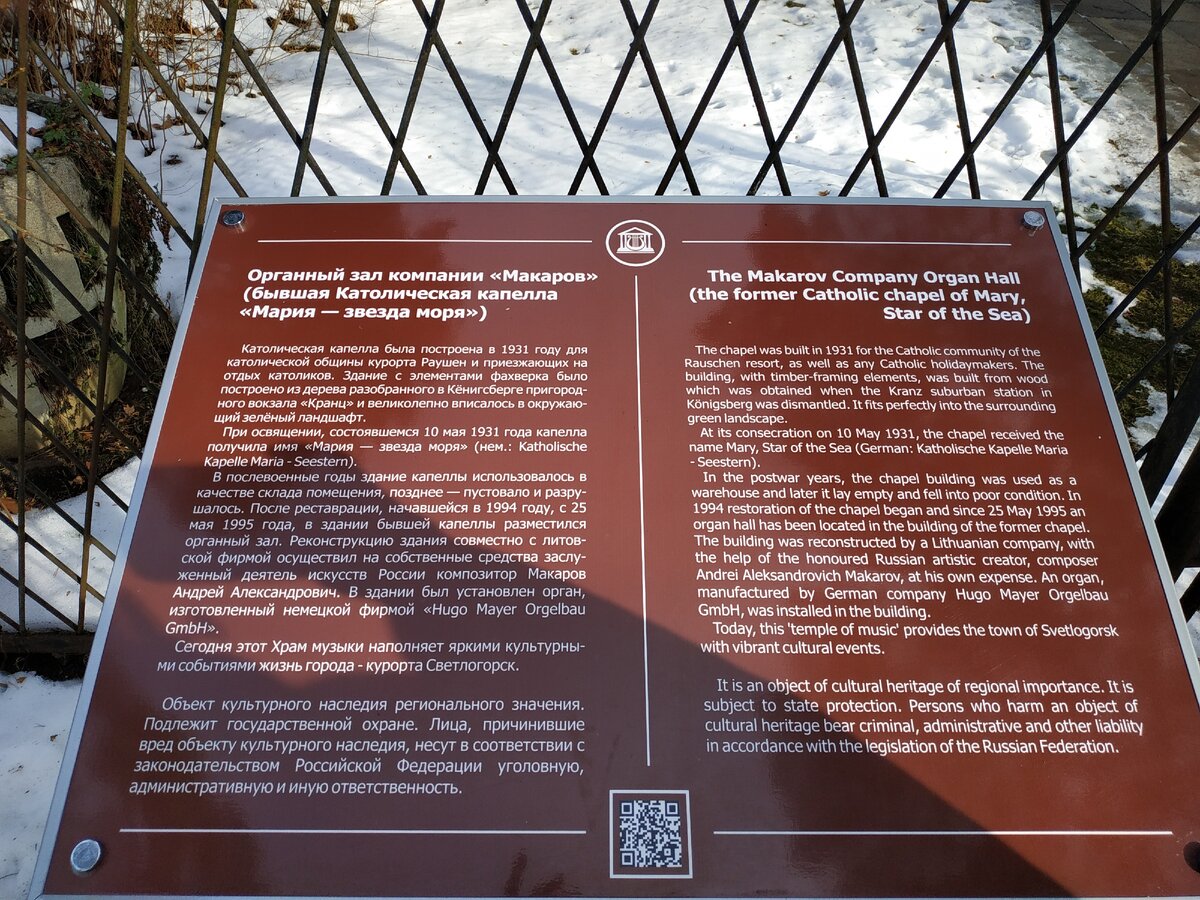 Органный зал компании «Макаров»
(бывшая Католическая капелла
«Мария — звезда моря»)
Католическая капелла была построена в 1931 году для
католической общины курорта Раушен и приезжающих на
отдых католиков. Здание с элементами фахверка было
построено из дерева разобранного в Кёнигсберге пригород-
ного вокзала «Кранц» и великолепно вписалось в окружаю-
щий зелёный ландшафт.
При освящении, состоявшемся 10 мая 1931 года капелла
получила имя «Мария — звезда моря» (нем.: Katholische
Kapelle Maria - Seestern).
В послевоенные годы здание капеллы использовалось в
качестве склада помещения, позднее — пустовало и разру-
шалось. После реставрации, начавшейся в 1994 году, с 25
мая 1995 года, в здании бывшей капеллы разместился
органный зал. Реконструкцию здания совместно с литов-
ской фирмой осуществил на собственные средства заслу-
женный деятель искусств России композитор Макаров
Андрей Александрович. В здании был установлен орган,
изготовленный немецкой фирмой «Hugo Mayer Orgelbau
GmbH».
Сегодня этот Храм музыки наполняет яркими культурны-
ми событиями жизнь города - курорта Светлогорск.
Объект культурного наследия регионального значения.
Подлежит государственной охране. Лица, причинившие
вред объекту культурного наследия, несут в соответствии с
законодательством Российской Федерации уголовную,
административную и иную ответственность.
The Makarov Company Organ Hall
(the former Catholic chapel of Mary,
Star of the Sea)
The chapel was built in 1931 for the Catholic community of the
Rauschen resort, as well as any Catholic holidaymakers. The
building, with timber-framing elements, was built from wood
which was obtained when the Kranz suburban station in
Königsberg was dismantled. It fits perfectly into the surrounding
green landscape.
At its consecration on 10 May 1931, the chapel received the
name Mary, Star of the Sea (German: Katholische Kapelle Maria
- Seestern).
In the postwar years, the chapel building was used as a
warehouse and later it lay empty and fell into poor condition. In
1994 restoration of the chapel began and since 25 May 1995 an
organ hall has been located in the building of the former chapel.
The building was reconstructed by a Lithuanian company, with
the help of the honoured Russian artistic creator, composer
Andrei Aleksandrovich Makarov, at his own expense. An organ,
manufactured by German company Hugo Mayer Orgelbau
GmbH, was installed in the building.
Today, this 'temple of music' provides the town of Svetlogorsk
with vibrant cultural events.
It is an object of cultural heritage of regional importance. It is
subject to state protection. Persons who harm an object of
cultural heritage bear criminal, administrative and other liability
in accordance with the legislation of the Russian Federation.